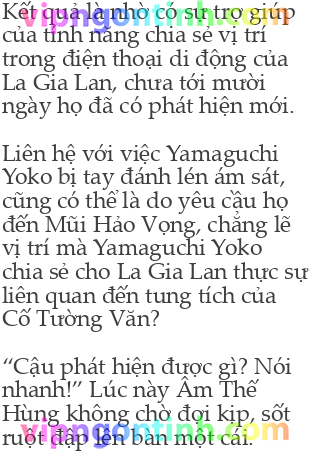 Kết quả là nhờ có sự trợ giúp
vipngontinh.com
của tính năng chia sẻ vị trí
trong điện thoại di động của
La Gia Lan, chưa tới mười
ngày họ đã có phát hiện mới.
Liên hệ với việc Yamaguchi
Yoko bị tay đánh lén ám sát,
cũng có thể là do yêu cầu họ
đến Mũi Hảo Vọng, chẳng lẽ
vị trí mà Yamaguchi Yoko
chia sẻ cho La Gia Lan thực sự
liên quan đến tung tích của
Cố Tường Văn?
“Cậu phát hiện được gì? Nói
nhanh!” Lúc này Âm Thế
Hùng không chờ đợi kịp, sốt
vipngontinh.com
ruột đập lên bàn một cái.